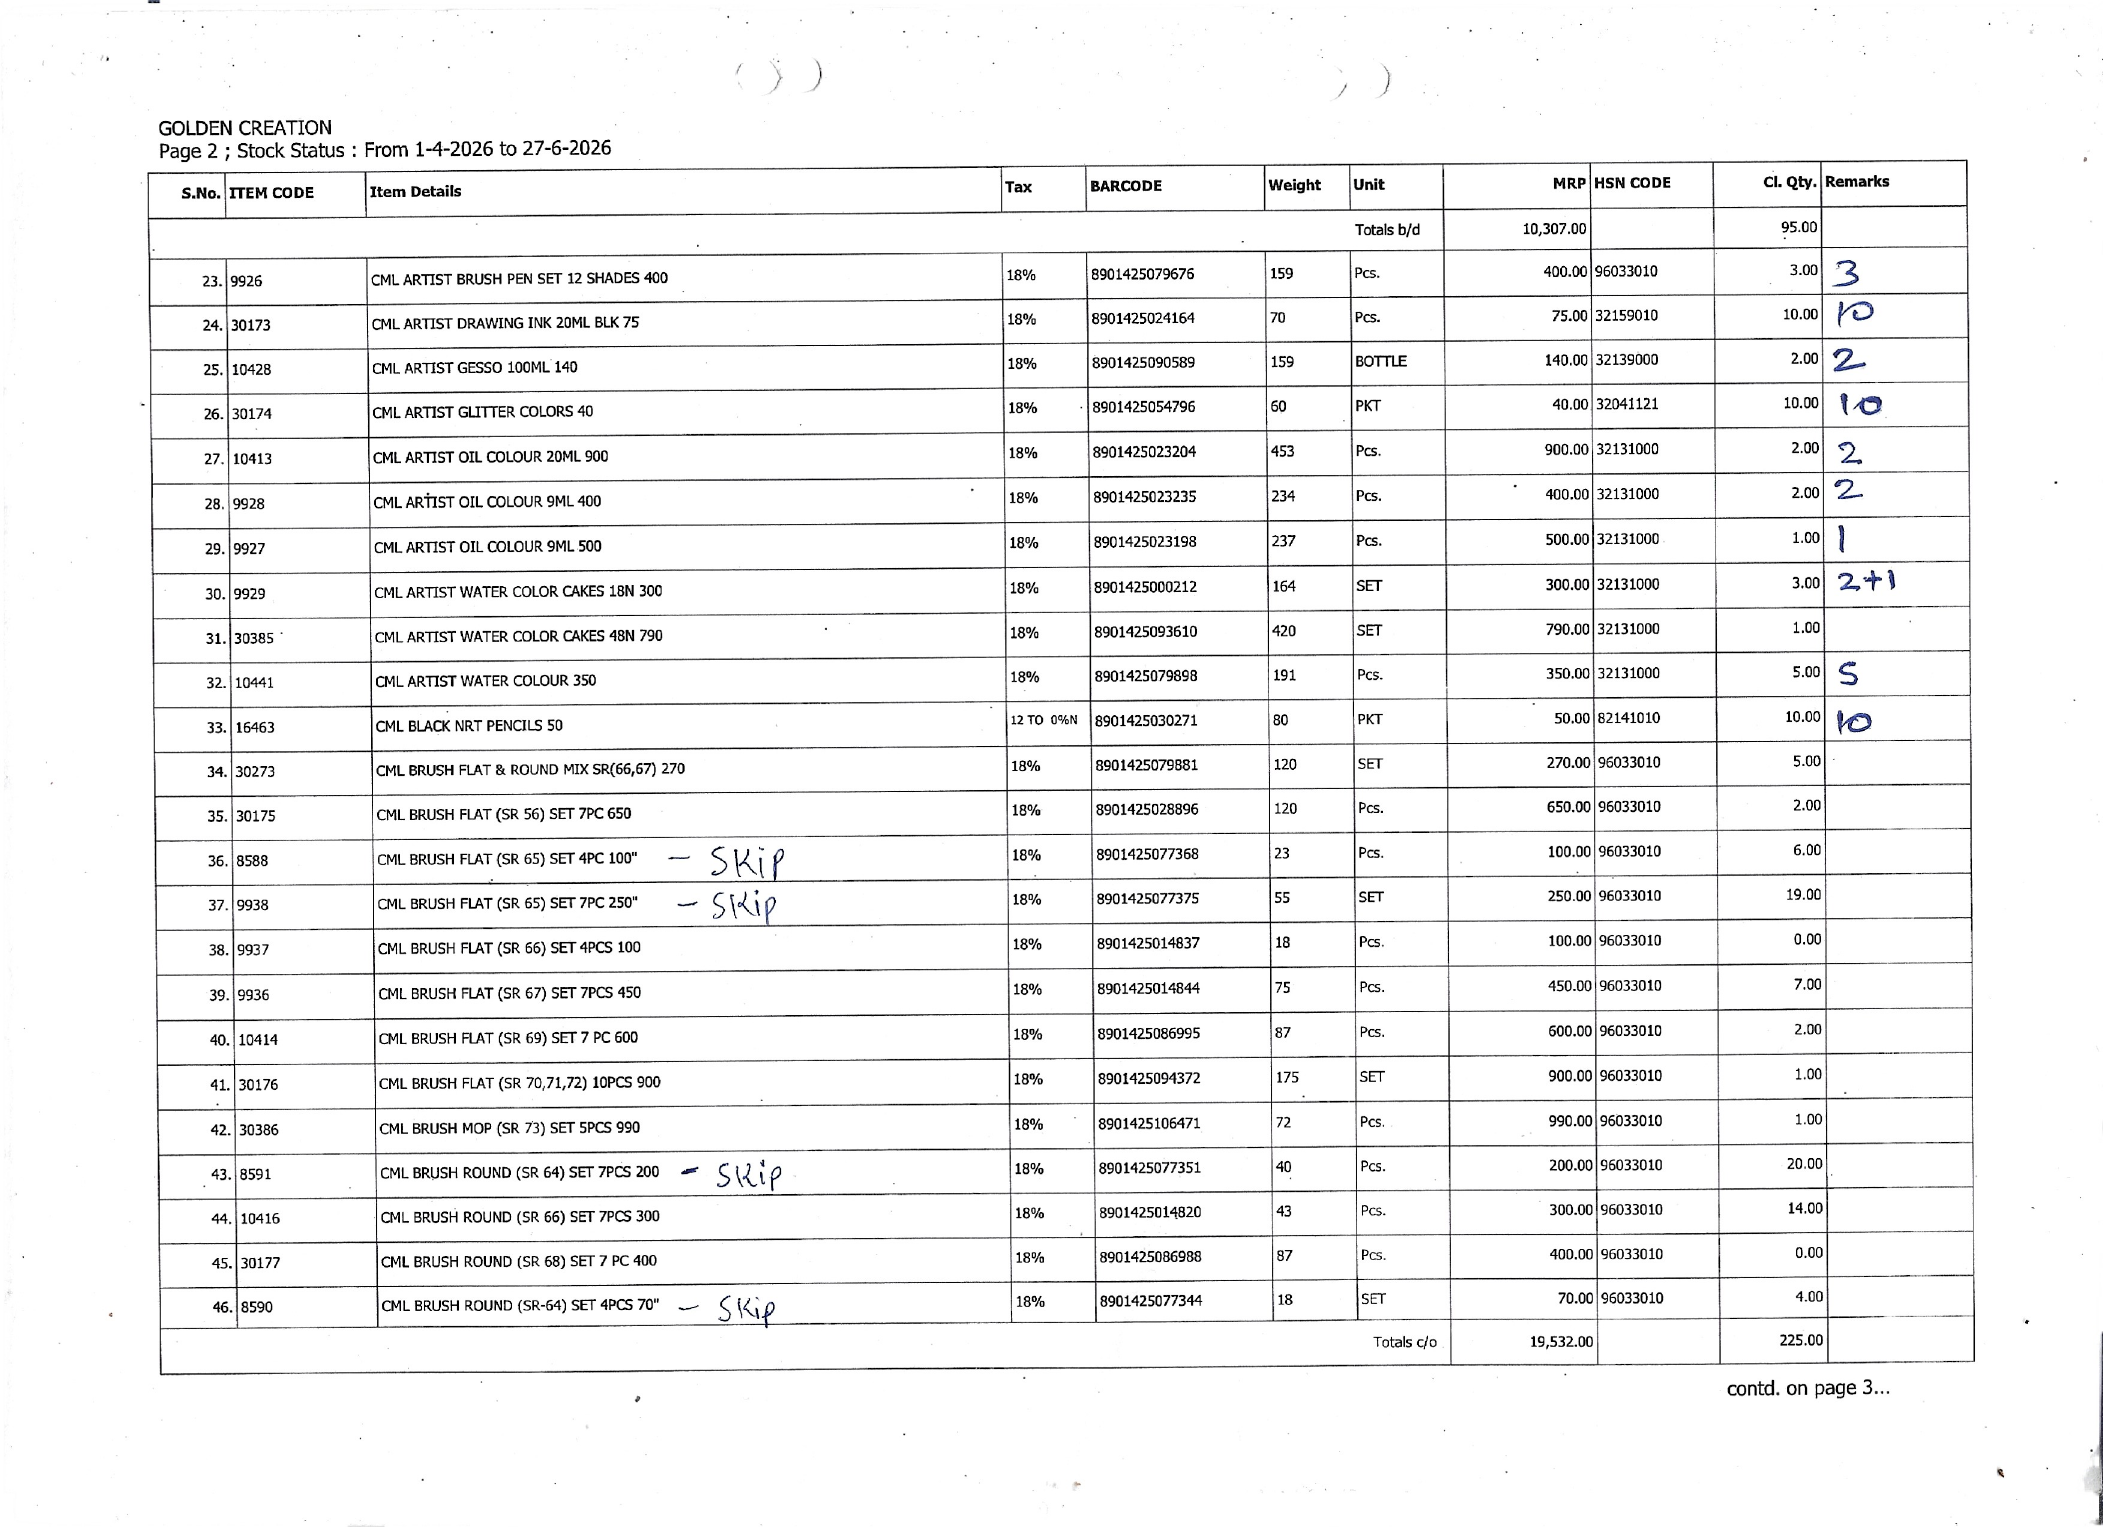 GOLDEN CREATION
Page 2 ; Stock Status : From 1-4-2026 to 27-6-2026
S.No. ITEM CODE Item Details Tax BARCODE Weight Unit MRP HSN CODE Cl. Qty. Remarks
Totals b/d 10,307.00 95.00
23. 9926 CML ARTIST BRUSH PEN SET 12 SHADES 400 18% 8901425079676 159 Pcs. 400.00 96033010 3.00 3
24. 30173 CML ARTIST DRAWING INK 20ML BLK 75 18% 8901425024164 70 Pcs. 75.00 32159010 10.00 10
25. 10428 CML ARTIST GESSO 100ML 140 18% 8901425090589 159 BOTTLE 140.00 32139000 2.00 2
26. 30174 CML ARTIST GLITTER COLORS 40 18% 8901425054796 60 PKT 40.00 32041121 10.00 10
27. 10413 CML ARTIST OIL COLOUR 20ML 900 18% 8901425023204 453 Pcs. 900.00 32131000 2.00 2
28. 9928 CML ARTIST OIL COLOUR 9ML 400 18% 8901425023235 234 Pcs. 400.00 32131000 2.00 2
29. 9927 CML ARTIST OIL COLOUR 9ML 500 18% 8901425023198 237 Pcs. 500.00 32131000 1.00 1
30. 9929 CML ARTIST WATER COLOR CAKES 18N 300 18% 8901425000212 164 SET 300.00 32131000 3.00 2+1
31. 30385 CML ARTIST WATER COLOR CAKES 48N 790 18% 8901425093610 420 SET 790.00 32131000 1.00
32. 10441 CML ARTIST WATER COLOUR 350 18% 8901425079898 191 Pcs. 350.00 32131000 5.00 5
33. 16463 CML BLACK NRT PENCILS 50 12 TO 0%N 8901425030271 80 PKT 50.00 82141010 10.00 10
34. 30273 CML BRUSH FLAT & ROUND MIX SR(66,67) 270 18% 8901425079881 120 SET 270.00 96033010 5.00
35. 30175 CML BRUSH FLAT (SR 56) SET 7PC 650 18% 8901425028896 120 Pcs. 650.00 96033010 2.00
36. 8588 CML BRUSH FLAT (SR 65) SET 4PC 100" - SKip 18% 8901425077368 23 Pcs. 100.00 96033010 6.00
37. 9938 CML BRUSH FLAT (SR 65) SET 7PC 250" - SKip 18% 8901425077375 55 SET 250.00 96033010 19.00
38. 9937 CML BRUSH FLAT (SR 66) SET 4PCS 100 18% 8901425014837 18 Pcs. 100.00 96033010 0.00
39. 9936 CML BRUSH FLAT (SR 67) SET 7PCS 450 18% 8901425014844 75 Pcs. 450.00 96033010 7.00
40. 10414 CML BRUSH FLAT (SR 69) SET 7 PC 600 18% 8901425086995 87 Pcs. 600.00 96033010 2.00
41. 30176 CML BRUSH FLAT (SR 70,71,72) 10PCS 900 18% 8901425094372 175 SET 900.00 96033010 1.00
42. 30386 CML BRUSH MOP (SR 73) SET 5PCS 990 18% 8901425106471 72 Pcs. 990.00 96033010 1.00
43. 8591 CML BRUSH ROUND (SR 64) SET 7PCS 200 - SKip 18% 8901425077351 40 Pcs. 200.00 96033010 20.00
44. 10416 CML BRUSH ROUND (SR 66) SET 7PCS 300 18% 8901425014820 43 Pcs. 300.00 96033010 14.00
45. 30177 CML BRUSH ROUND (SR 68) SET 7 PC 400 18% 8901425086988 87 Pcs. 400.00 96033010 0.00
46. 8590 CML BRUSH ROUND (SR-64) SET 4PCS 70" - SKip 18% 8901425077344 18 SET 70.00 96033010 4.00
Totals c/o 19,532.00 225.00
contd. on page 3...